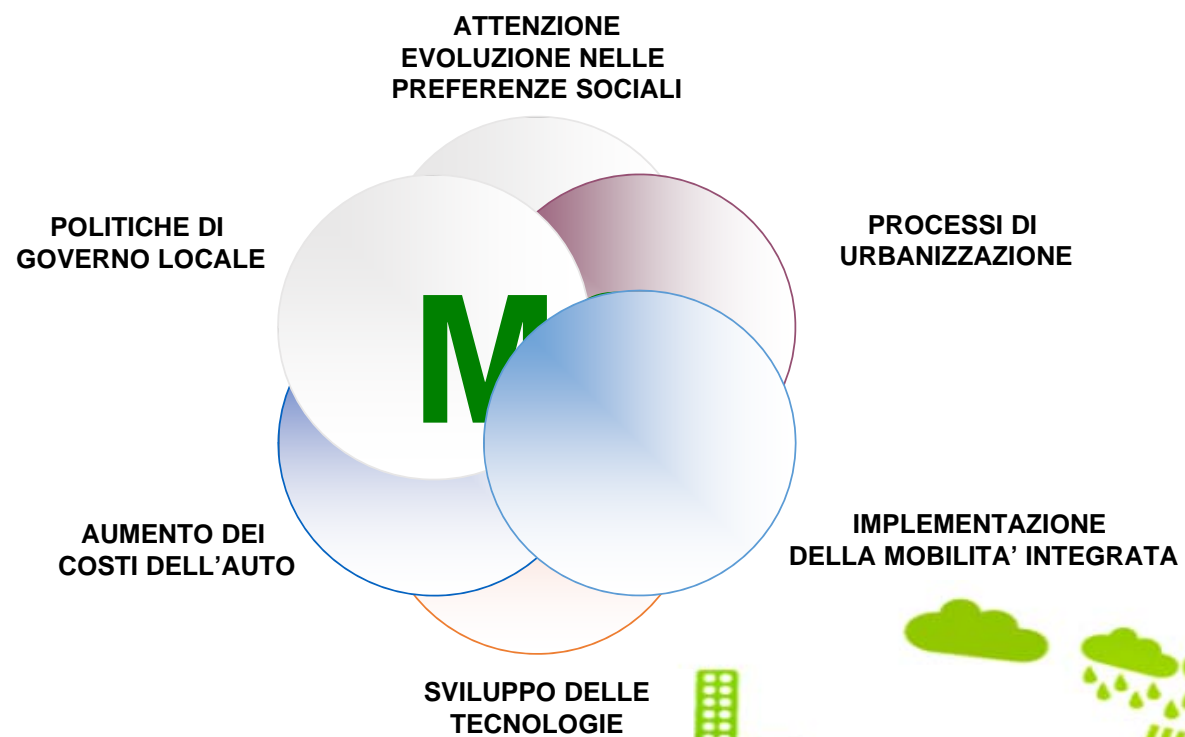 ATTENZIONE
EVOLUZIONE NELLE
PREFERENZE SOCIALI
POLITICHE DI
GOVERNO LOCALE
PROCESSI DI
URBANIZZAZIONE
M
AUMENTO DEI
COSTI DELL’AUTO
IMPLEMENTAZIONE
DELLA MOBILITA’ INTEGRATA
SVILUPPO DELLE
TECNOLOGIE